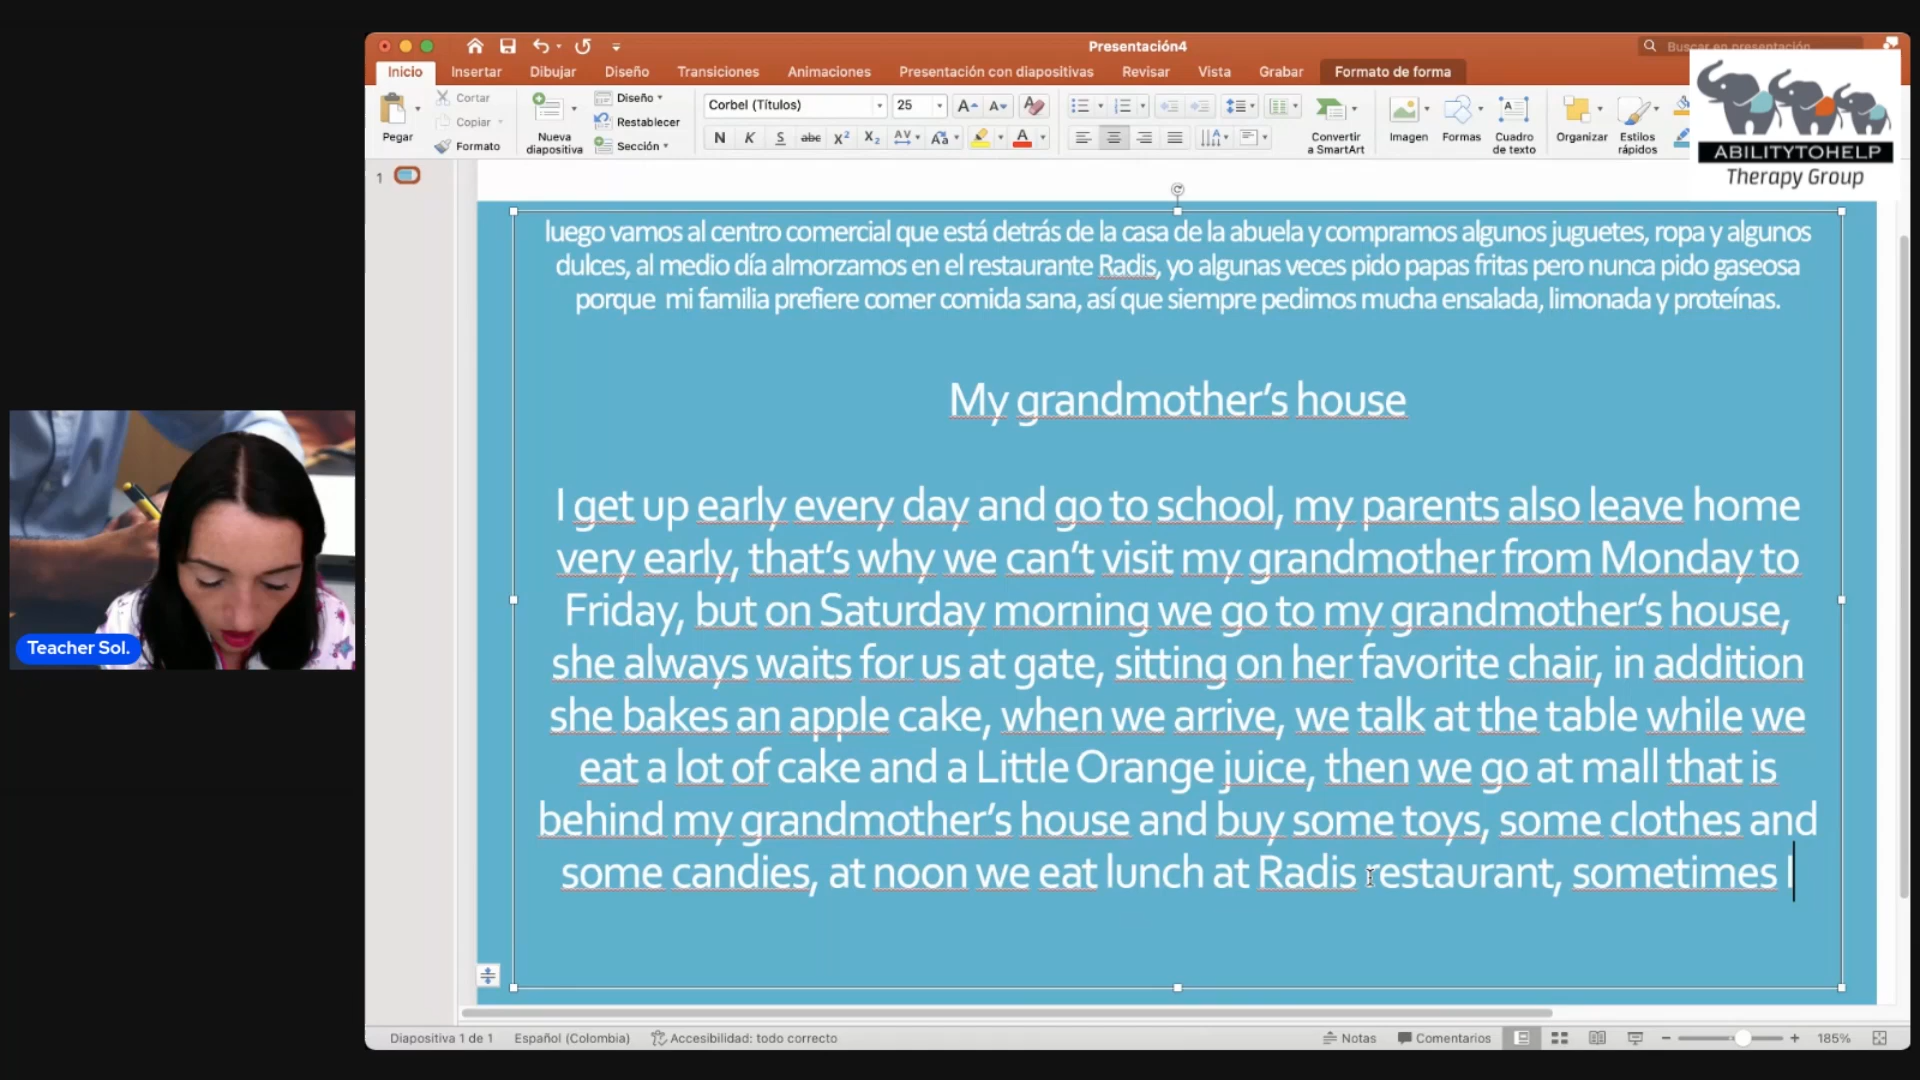 Presentación4
Buscar en presentación
Inicio Insertar Dibujar Diseño Transiciones Animaciones Presentación con diapositivas Revisar Vista Grabar Formato de forma
Pegar
Cortar
Copiar
Formato
Nueva diapositiva
Diseño
Restablecer
Sección
Corbel (Títulos) 25
N K S abc X² X₂ AV Aa A
Convertir a SmartArt
Imagen Formas Cuadro de texto Organizar Estilos rápidos
ABILITYTOHELP
Therapy Group
1
luego vamos al centro comercial que está detrás de la casa de la abuela y compramos algunos juguetes, ropa y algunos
dulces, al medio día almorzamos en el restaurante Radis, yo algunas veces pido papas fritas pero nunca pido gaseosa
porque mi familia prefiere comer comida sana, así que siempre pedimos mucha ensalada, limonada y proteínas.
My grandmother’s house
I get up early every day and go to school, my parents also leave home
very early, that’s why we can’t visit my grandmother from Monday to
Friday, but on Saturday morning we go to my grandmother’s house,
she always waits for us at gate, sitting on her favorite chair, in addition
she bakes an apple cake, when we arrive, we talk at the table while we
eat a lot of cake and a Little Orange juice, then we go at mall that is
behind my grandmother’s house and buy some toys, some clothes and
some candies, at noon we eat lunch at Radis restaurant, sometimes I
Teacher Sol.
Diapositiva 1 de 1 Español (Colombia) Accesibilidad: todo correcto Notas Comentarios 185%